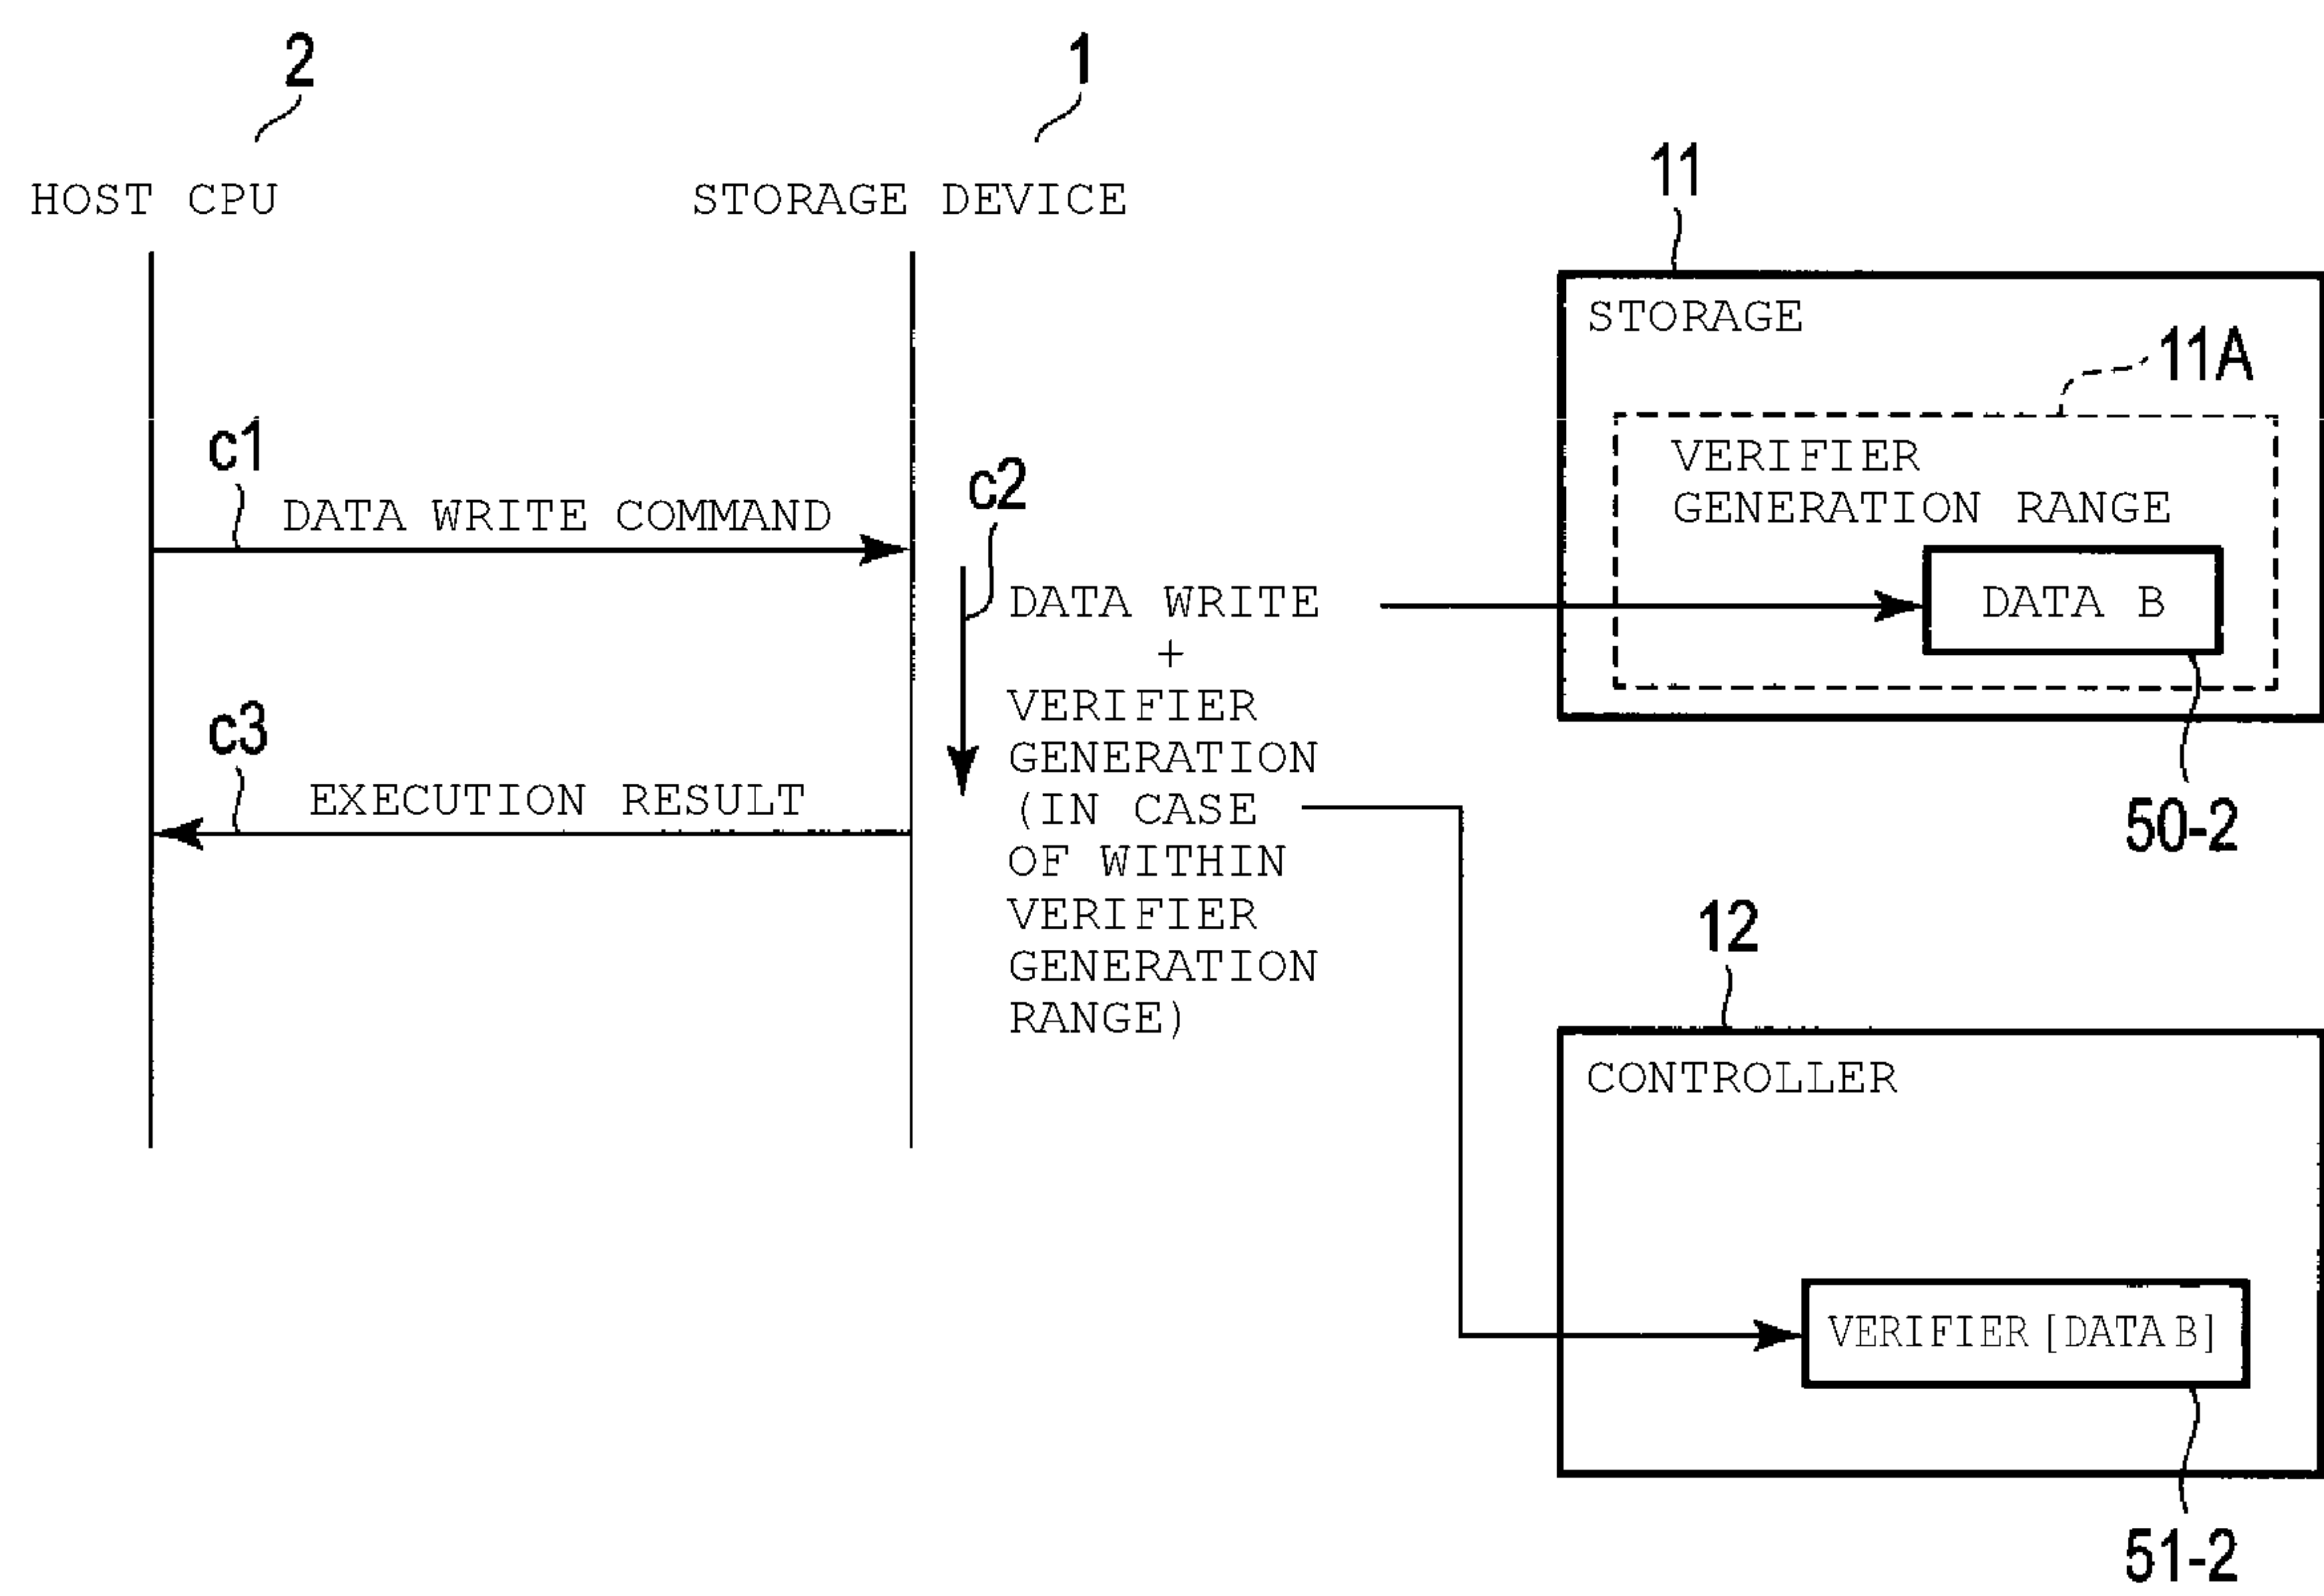 2
1
HOST CPU
STORAGE DEVICE
11
STORAGE
11A
VERIFIER
GENERATION RANGE
c1
DATA WRITE COMMAND
c2
DATA WRITE
+
VERIFIER
GENERATION
(IN CASE
OF WITHIN
VERIFIER
GENERATION
RANGE)
DATA B
50-2
c3
EXECUTION RESULT
12
CONTROLLER
VERIFIER[DATA B]
51-2